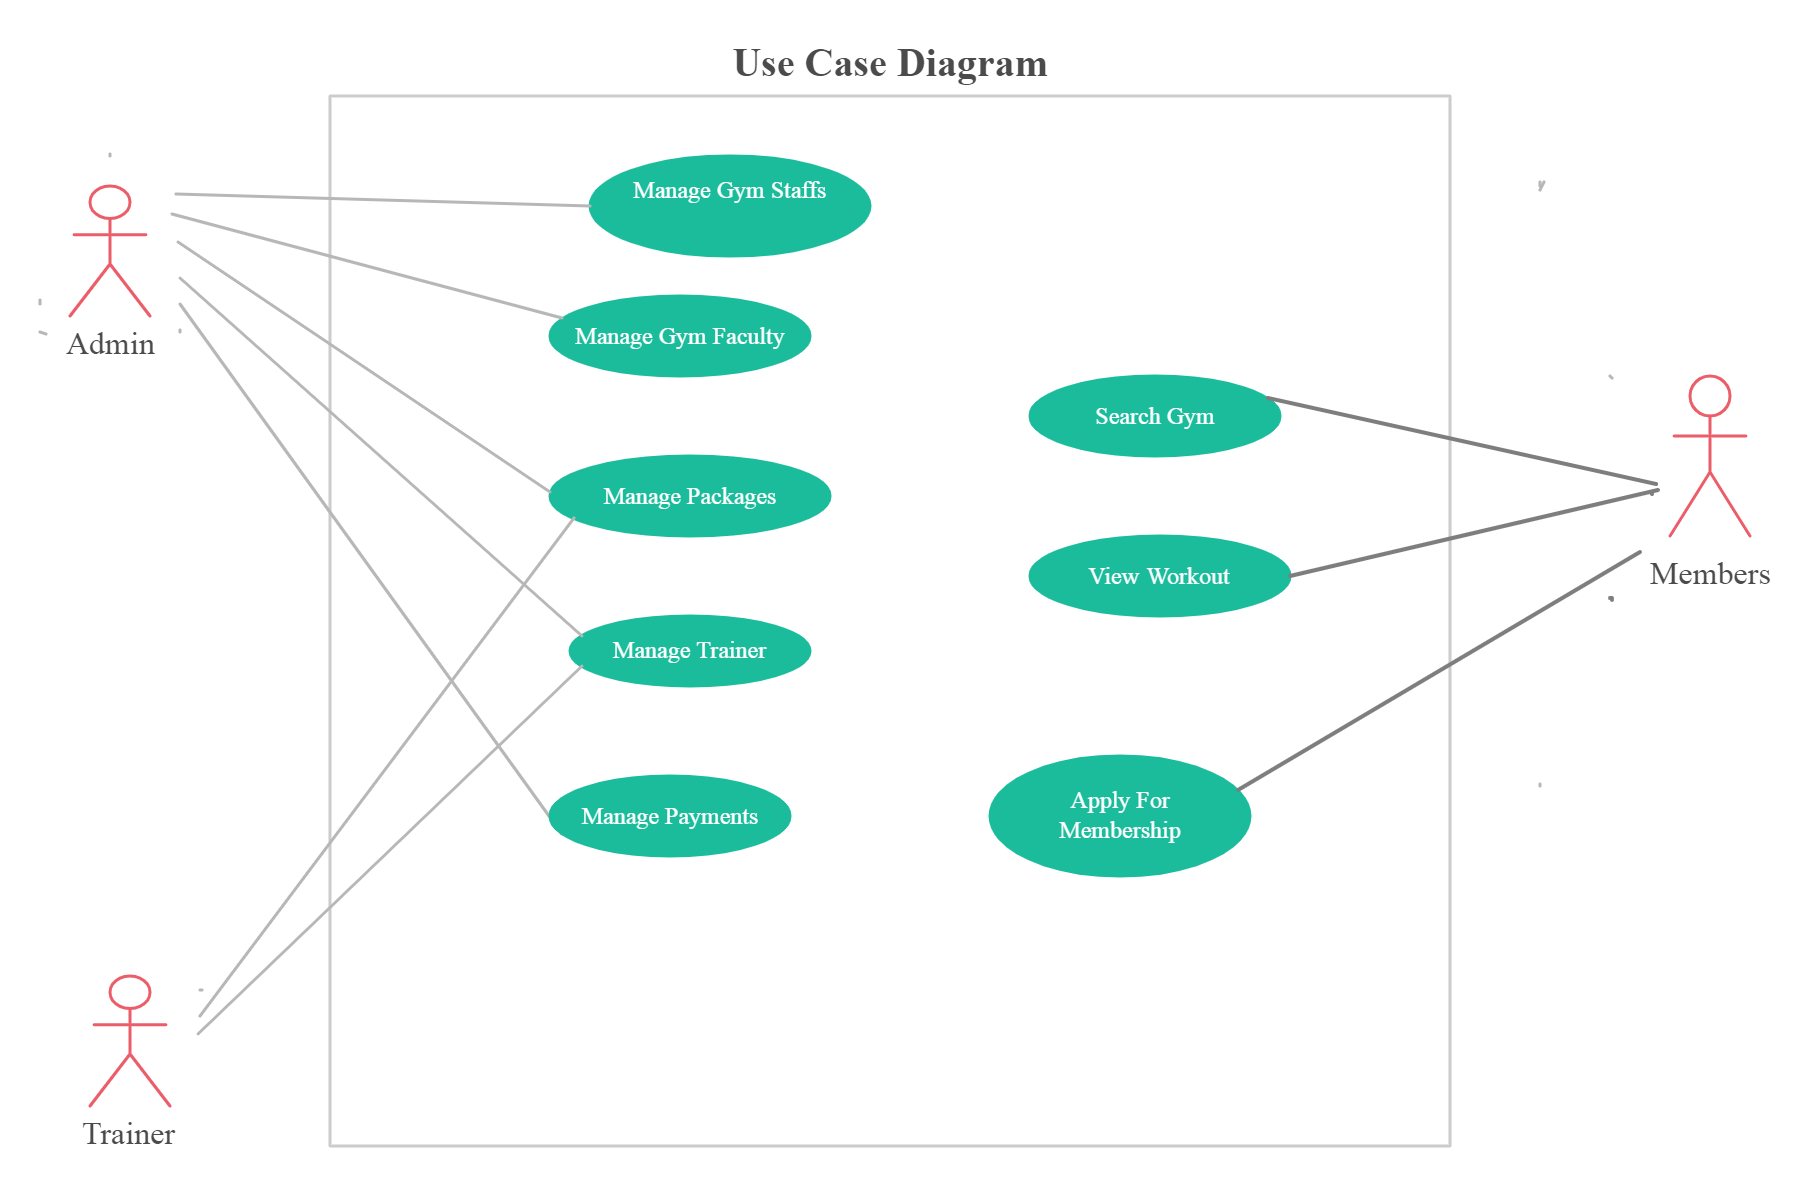 Use Case Diagram
Manage Gym Staffs
Manage Gym Faculty
Admin
Search Gym
Manage Packages
View Workout
Members
Manage Trainer
Manage Payments
Apply For
Membership
Trainer